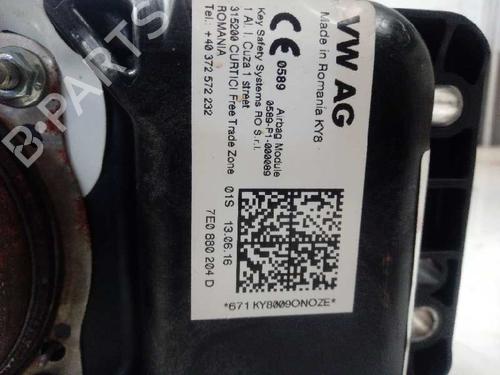 VW AG
Made in Romania KY8
CE 0589
Airbag Module
0589-P1-000089
Key Safety Systems RO S.r.l.
1 Al. I. Cuza 1 street
315200 CURTICI Free Trade Zone
ROMANIA
Tel.: +40 372 572 232
01S 13.06.16
7E0 880 204 D
*671 KY8009ONOZE*
B-Parts